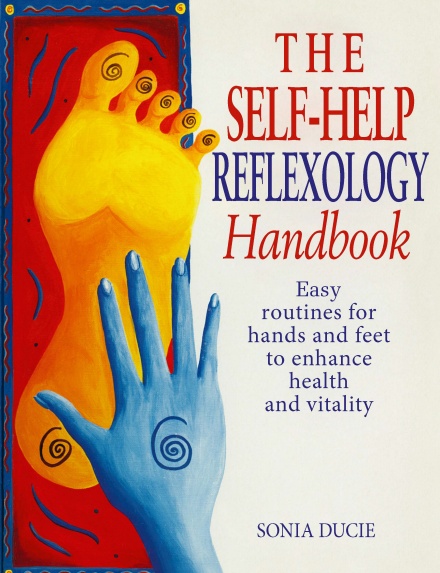 THE
SELF-HELP
REFLEXOLOGY
Handbook
Easy
routines for
hands and feet
to enhance
health
and vitality
SONIA DUCIE